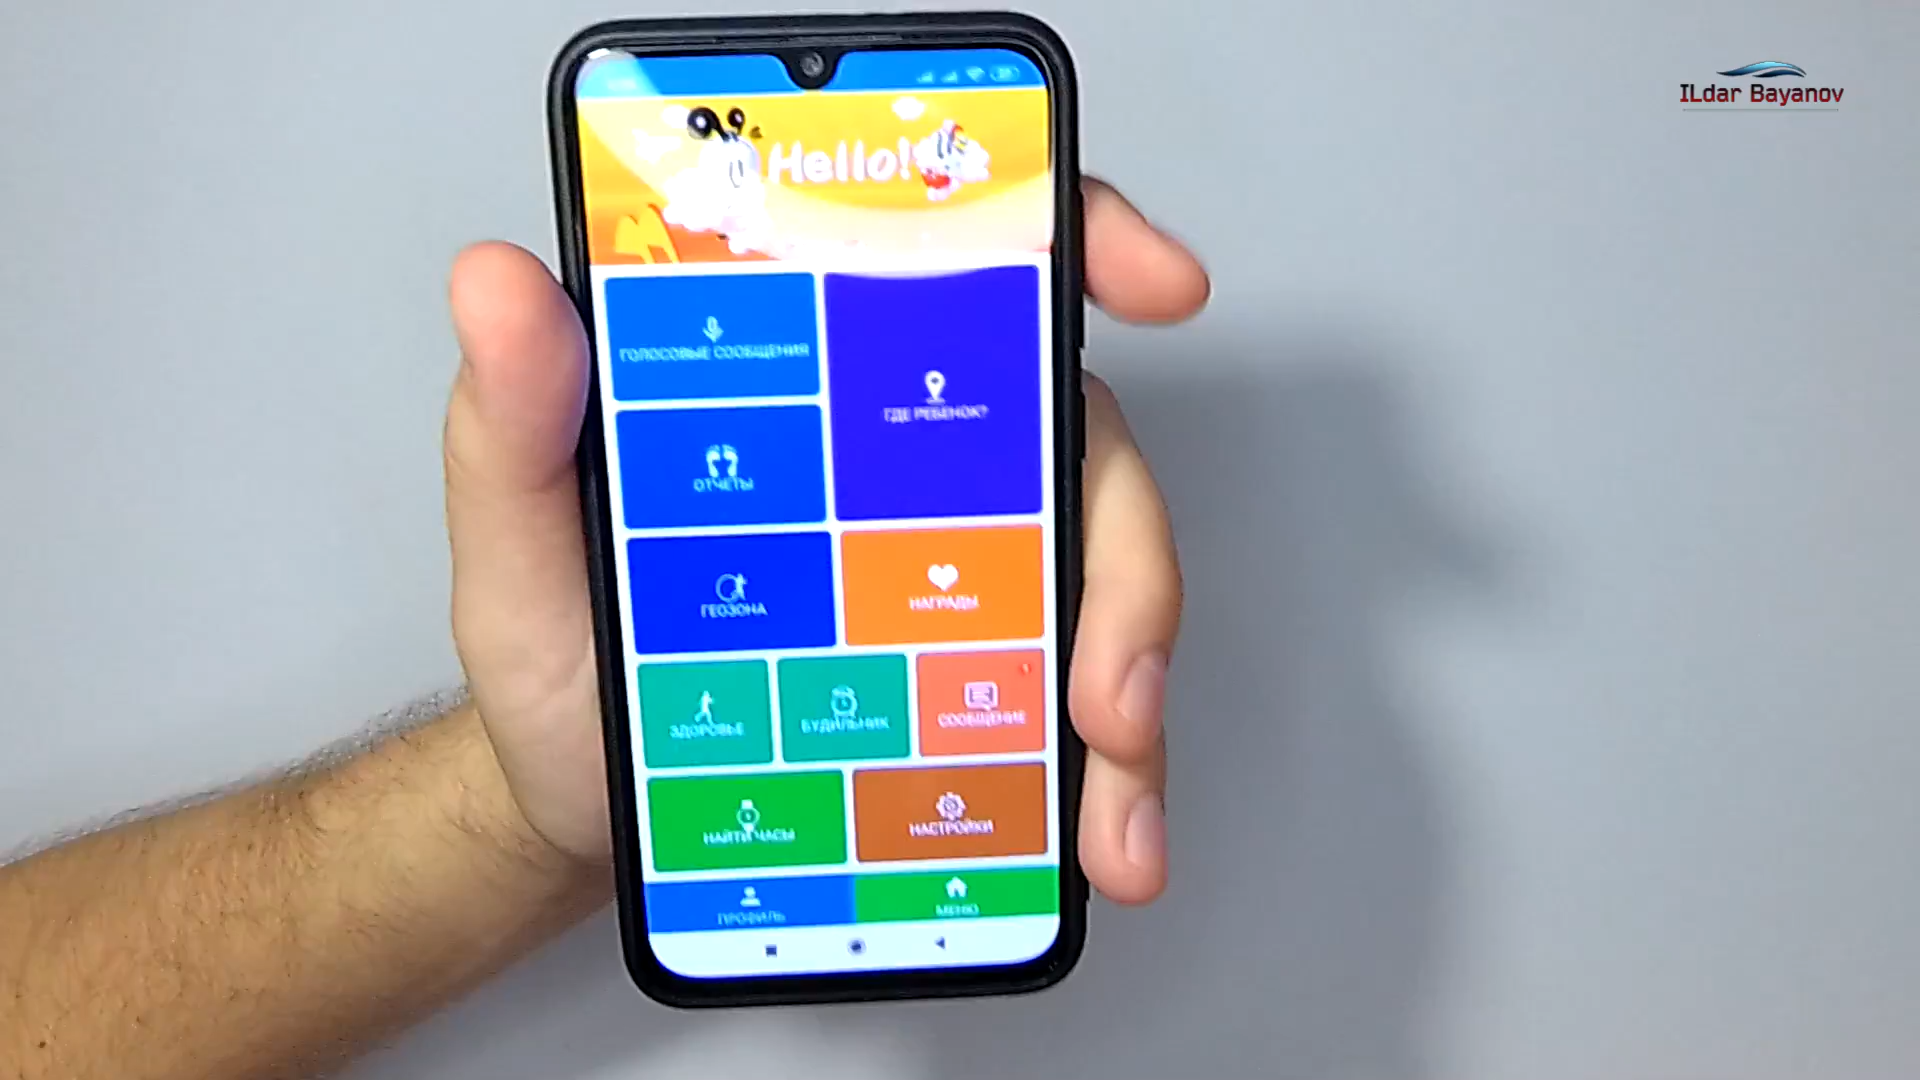 ILdar Bayanov
Hello!
ГОЛОСОВЫЕ СООБЩЕНИЯ
ГДЕ РЕБЕНОК?
ОТЧЕТЫ
ГЕОЗОНА
НАГРАДЫ
ЗДОРОВЬЕ
БУДИЛЬНИК
СООБЩЕНИЕ
НАЙТИ ЧАСЫ
НАСТРОЙКИ
ПРОФИЛЬ
МЕНЮ